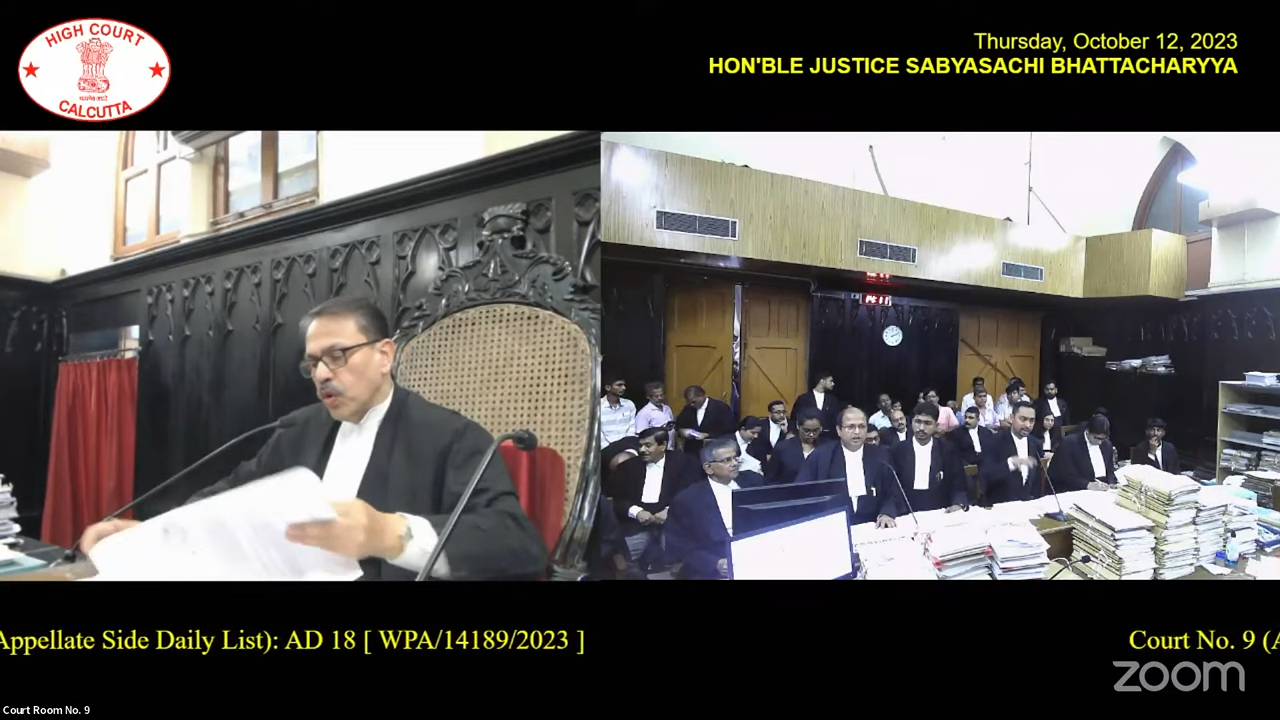 HIGH COURT
CALCUTTA
Thursday, October 12, 2023
HON'BLE JUSTICE SABYASACHI BHATTACHARYYA
Appellate Side Daily List): AD 18 [ WPA/14189/2023 ]
Court No. 9 (A
zoom
Court Room No. 9